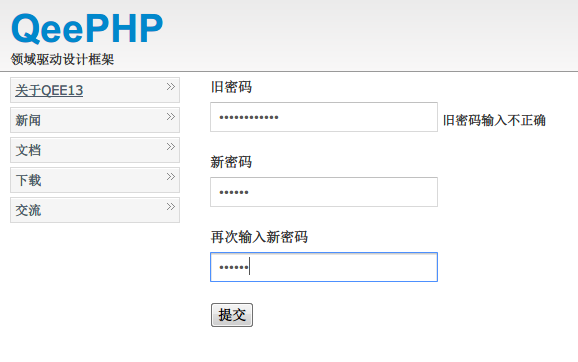 QeePHP
领域驱动设计框架
关于QEE13
新闻
文档
下载
交流
旧密码
旧密码输入不正确
新密码
再次输入新密码
提交